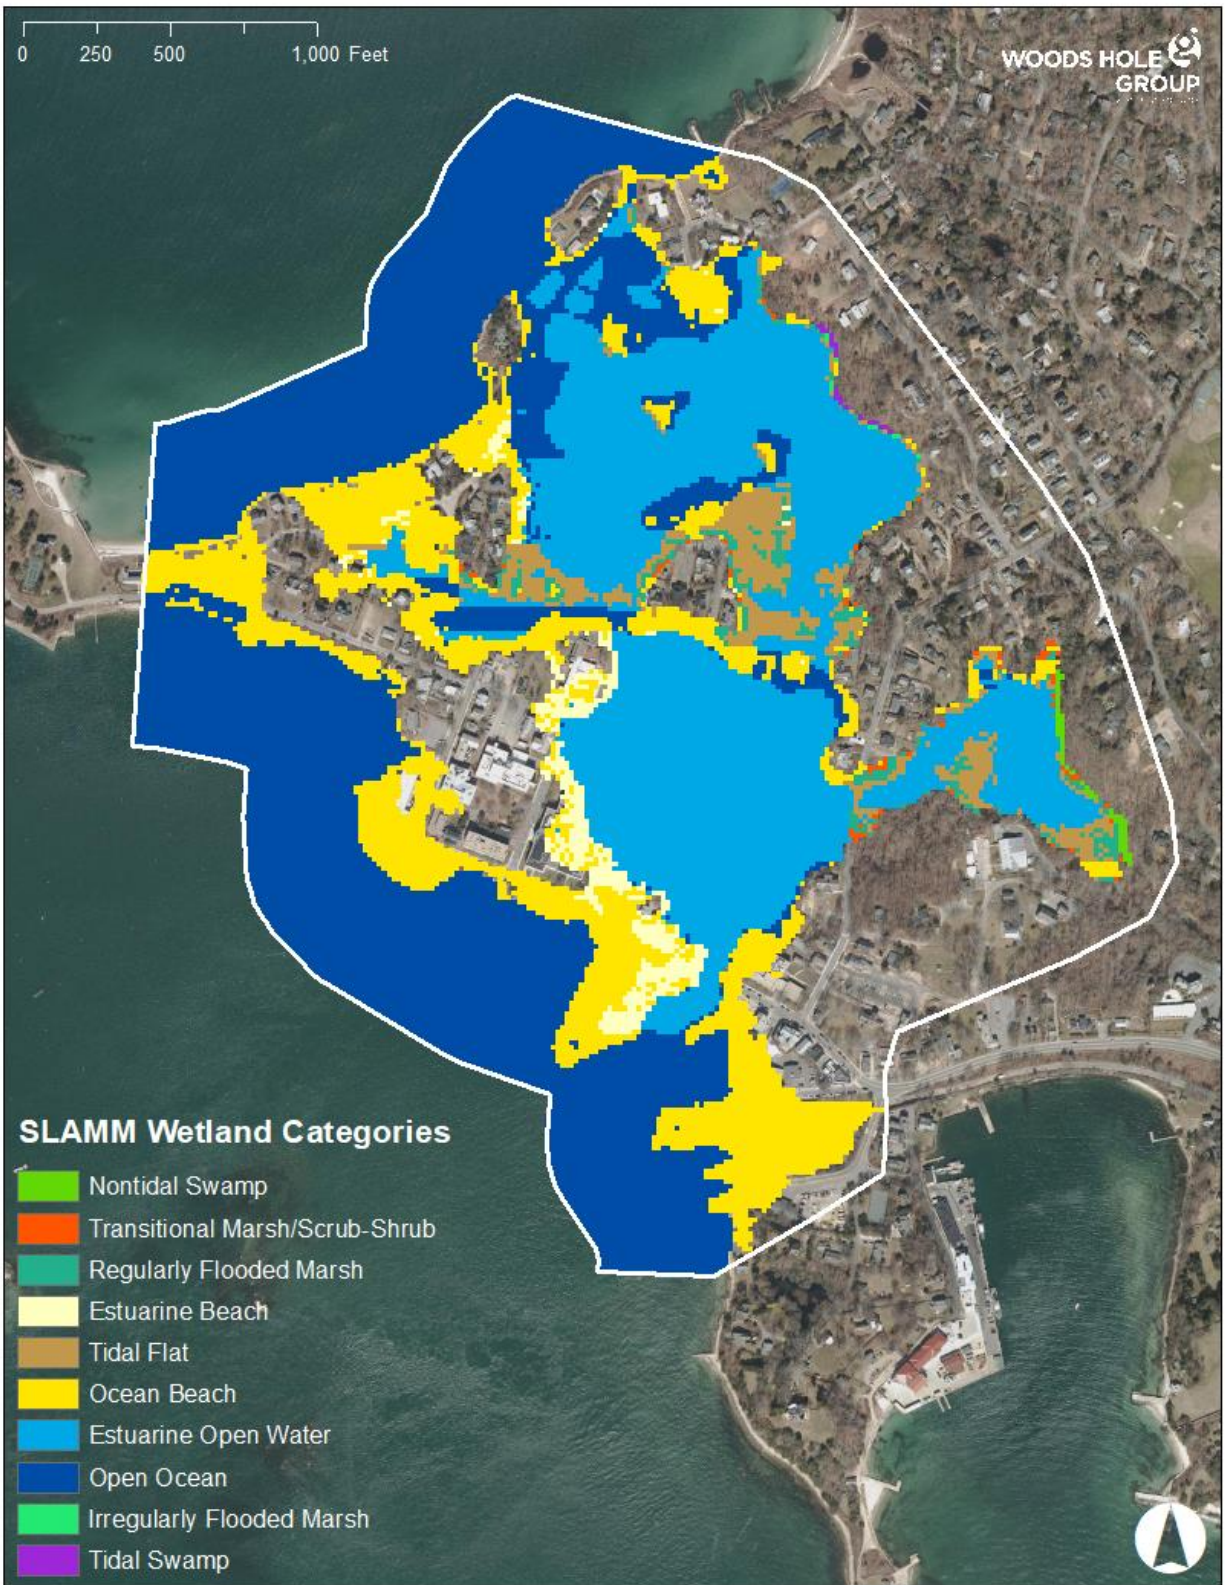 0 250 500 1,000 Feet
WOODS HOLE
GROUP
SLAMM Wetland Categories
Nontidal Swamp
Transitional Marsh/Scrub-Shrub
Regularly Flooded Marsh
Estuarine Beach
Tidal Flat
Ocean Beach
Estuarine Open Water
Open Ocean
Irregularly Flooded Marsh
Tidal Swamp